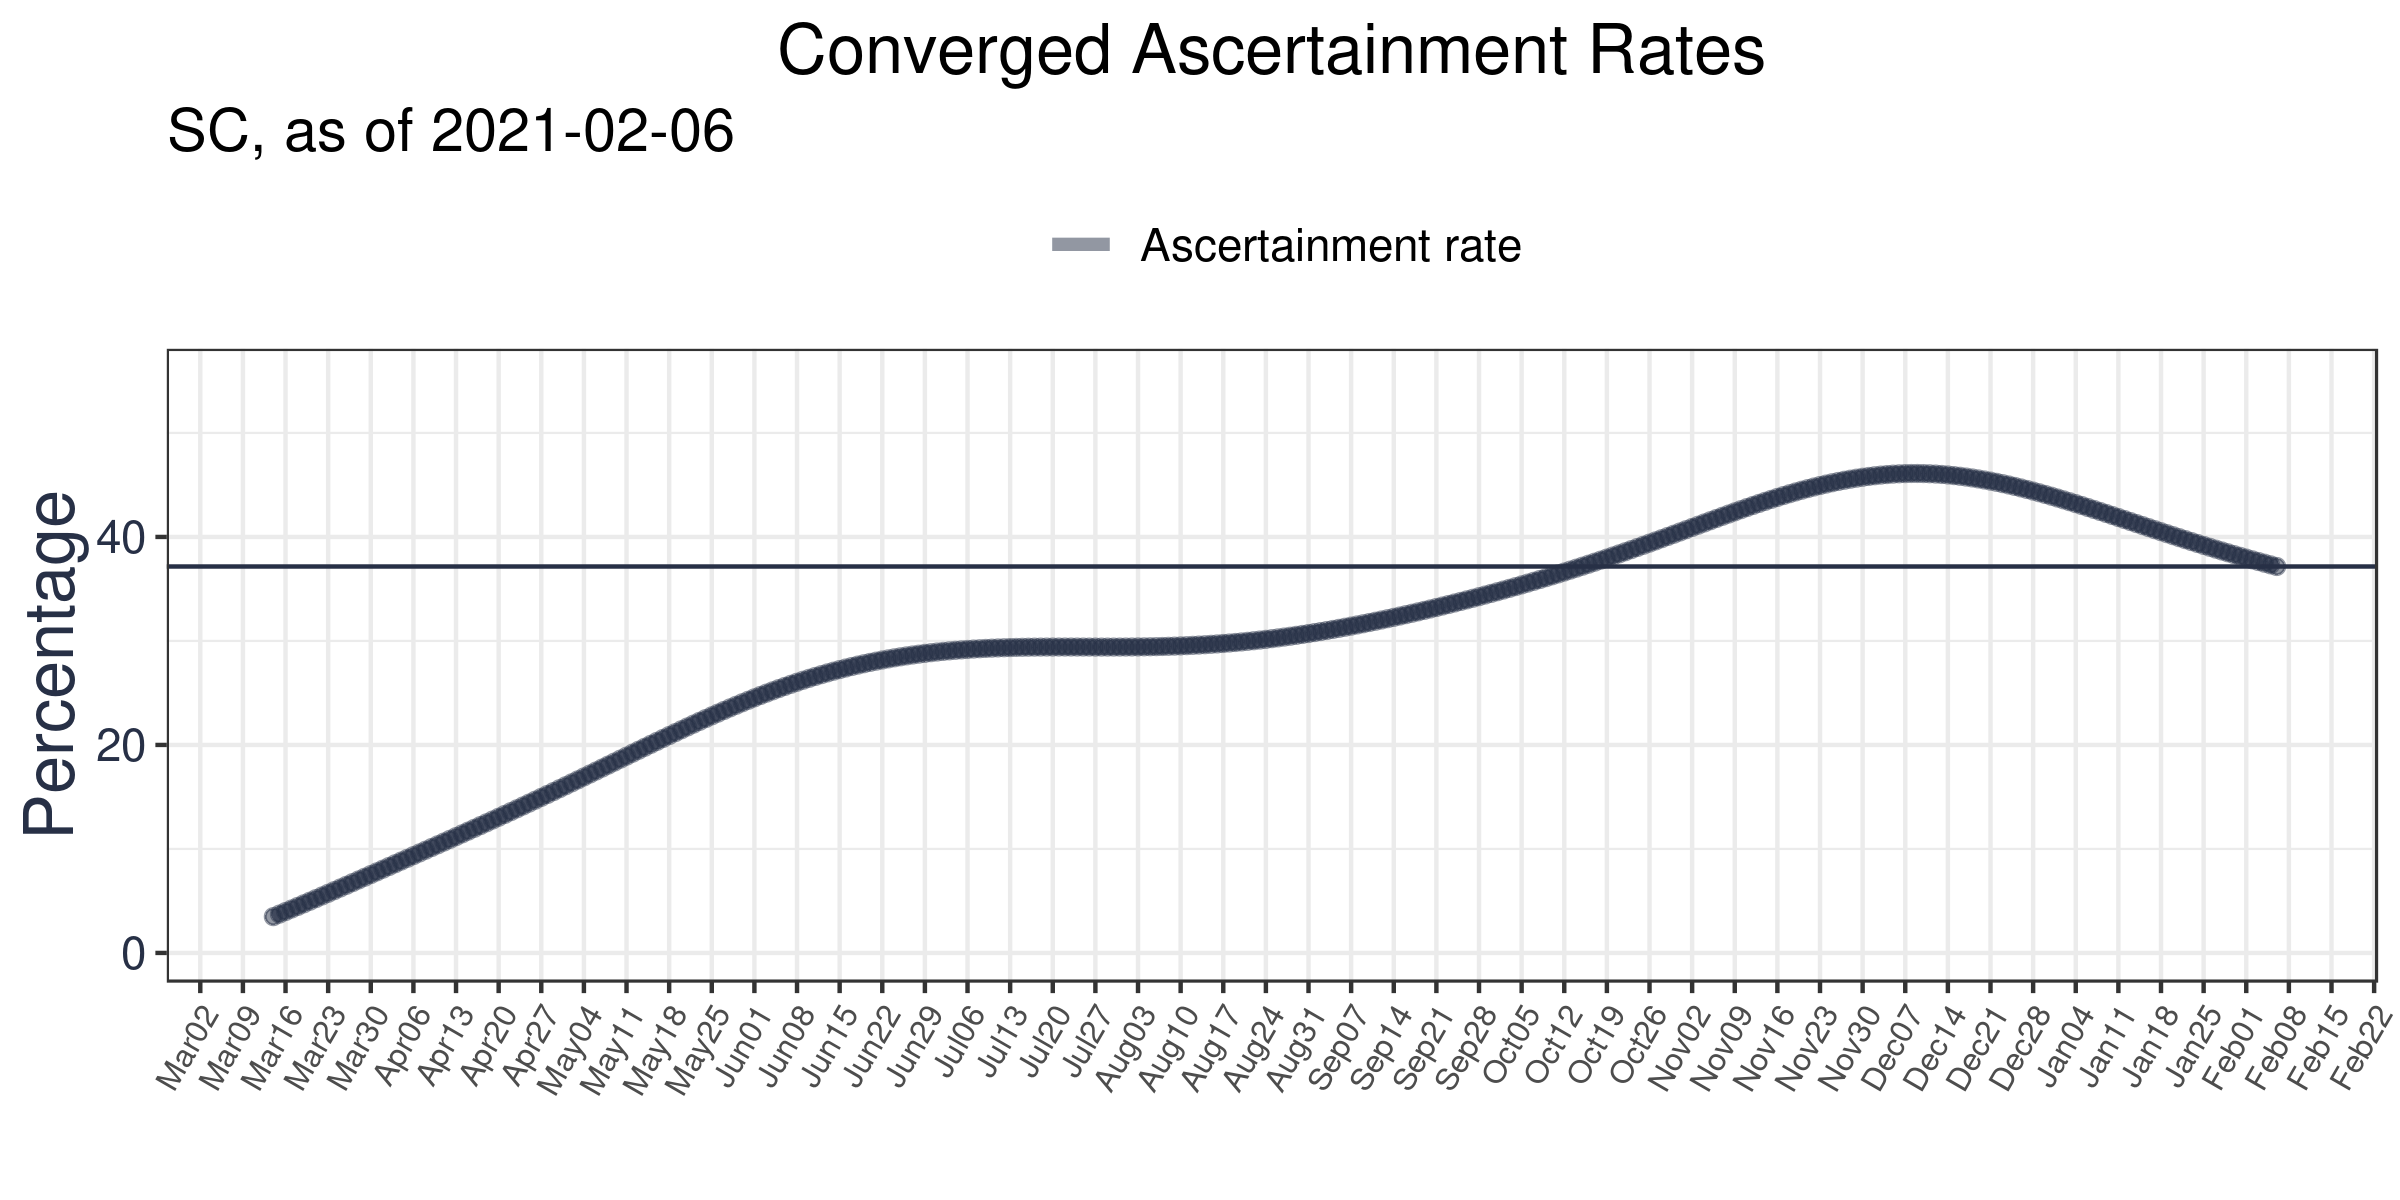 Converged Ascertainment Rates
SC, as of 2021-02-06
Ascertainment rate
Percentage
40
20
0
Mar02
Mar09
Mar16
Mar23
Mar30
Apr06
Apr13
Apr20
Apr27
May04
May11
May18
May25
Jun01
Jun08
Jun15
Jun22
Jun29
Jul06
Jul13
Jul20
Jul27
Aug03
Aug10
Aug17
Aug24
Aug31
Sep07
Sep14
Sep21
Sep28
Oct05
Oct12
Oct19
Oct26
Nov02
Nov09
Nov16
Nov23
Nov30
Dec07
Dec14
Dec21
Dec28
Jan04
Jan11
Jan18
Jan25
Feb01
Feb08
Feb15
Feb22